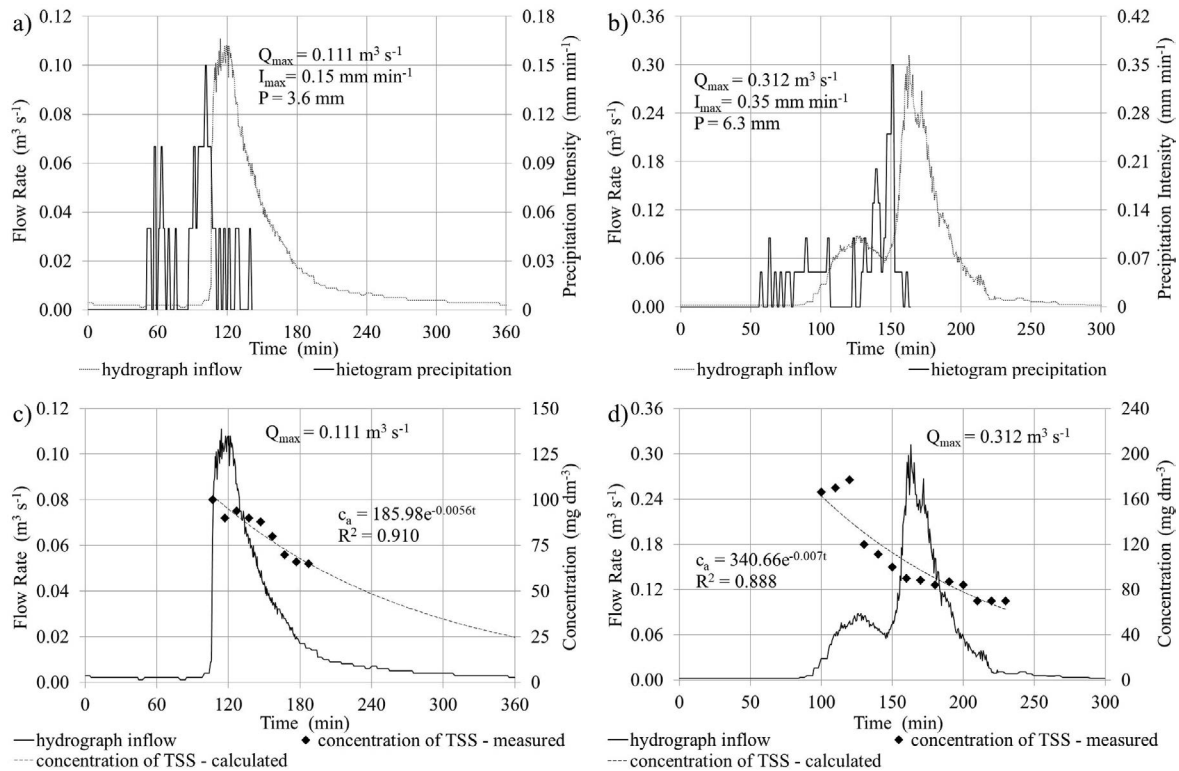 a)
0.12
0.10
0.08
0.06
0.04
0.02
0.00
Flow Rate (m³ s⁻¹)
Qmax = 0.111 m³ s⁻¹
Imax= 0.15 mm min⁻¹
P = 3.6 mm
0.18
0.15
0.12
0.09
0.06
0.03
0
Precipitation Intensity (mm min⁻¹)
0 60 120 180 240 300 360
Time (min)
hydrograph inflow hietogram precipitation
b)
0.36
0.30
0.24
0.18
0.12
0.06
0.00
Flow Rate (m³ s⁻¹)
Qmax = 0.312 m³ s⁻¹
Imax = 0.35 mm min⁻¹
P = 6.3 mm
0.42
0.35
0.28
0.21
0.14
0.07
0
Precipitation Intensity (mm min⁻¹)
0 50 100 150 200 250 300
Time (min)
hydrograph inflow hietogram precipitation
c)
0.12
0.10
0.08
0.06
0.04
0.02
0.00
Flow Rate (m³ s⁻¹)
Qmax = 0.111 m³ s⁻¹
ca = 185.98e⁻⁰·⁰⁰⁵⁶ᵗ
R² = 0.910
150
125
100
75
50
25
0
Concentration (mg dm⁻³)
0 60 120 180 240 300 360
Time (min)
hydrograph inflow concentration of TSS - measured
concentration of TSS - calculated
d)
0.36
0.30
0.24
0.18
0.12
0.06
0.00
Flow Rate (m³ s⁻¹)
Qmax = 0.312 m³ s⁻¹
ca = 340.66e⁻⁰·⁰⁰⁷ᵗ
R² = 0.888
240
200
160
120
80
40
0
Concentration (mg dm⁻³)
0 50 100 150 200 250 300
Time (min)
hydrograph inflow concentration of TSS - measured
concentration of TSS - calculated